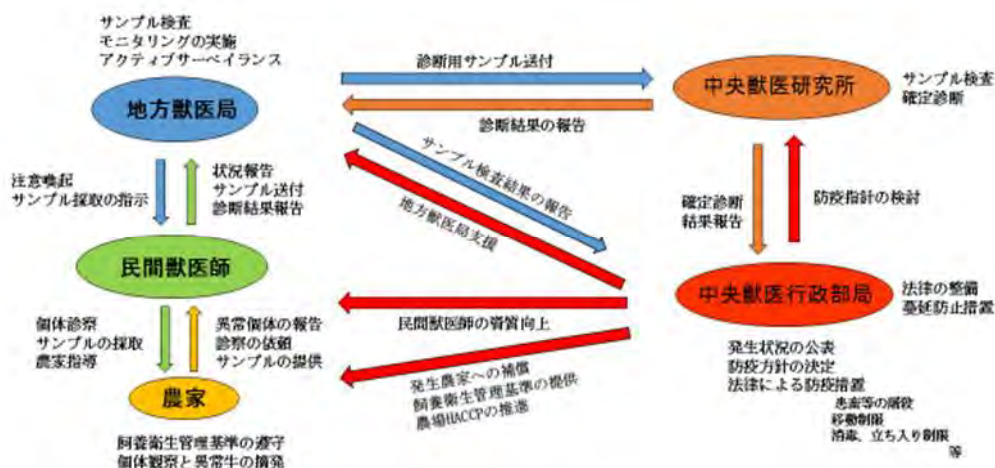 サンプル検査
モニタリングの実施
アクティブサーベイランス
地方獣医局
診断用サンプル送付
診断結果の報告
中央獣医研究所
サンプル検査
確定診断
注意喚起
サンプル採取の指示
状況報告
サンプル送付
診断結果報告
サンプル検査結果の報告
地方獣医局支援
確定診断
結果報告
防疫指針の検討
民間獣医師
中央獣医行政部局
法律の整備
蔓延防止措置
個体診察
サンプルの採取
農家指導
異常個体の報告
診察の依頼
サンプルの提供
民間獣医師の資質向上
発生農家への補償
飼養衛生管理基準の提供
農場HACCPの推進
発生状況の公表
防疫方針の決定
法律による防疫措置
患畜等の屠殺
移動制限
消毒、立ち入り制限
等
農家
飼養衛生管理基準の遵守
個体観察と異常牛の摘発